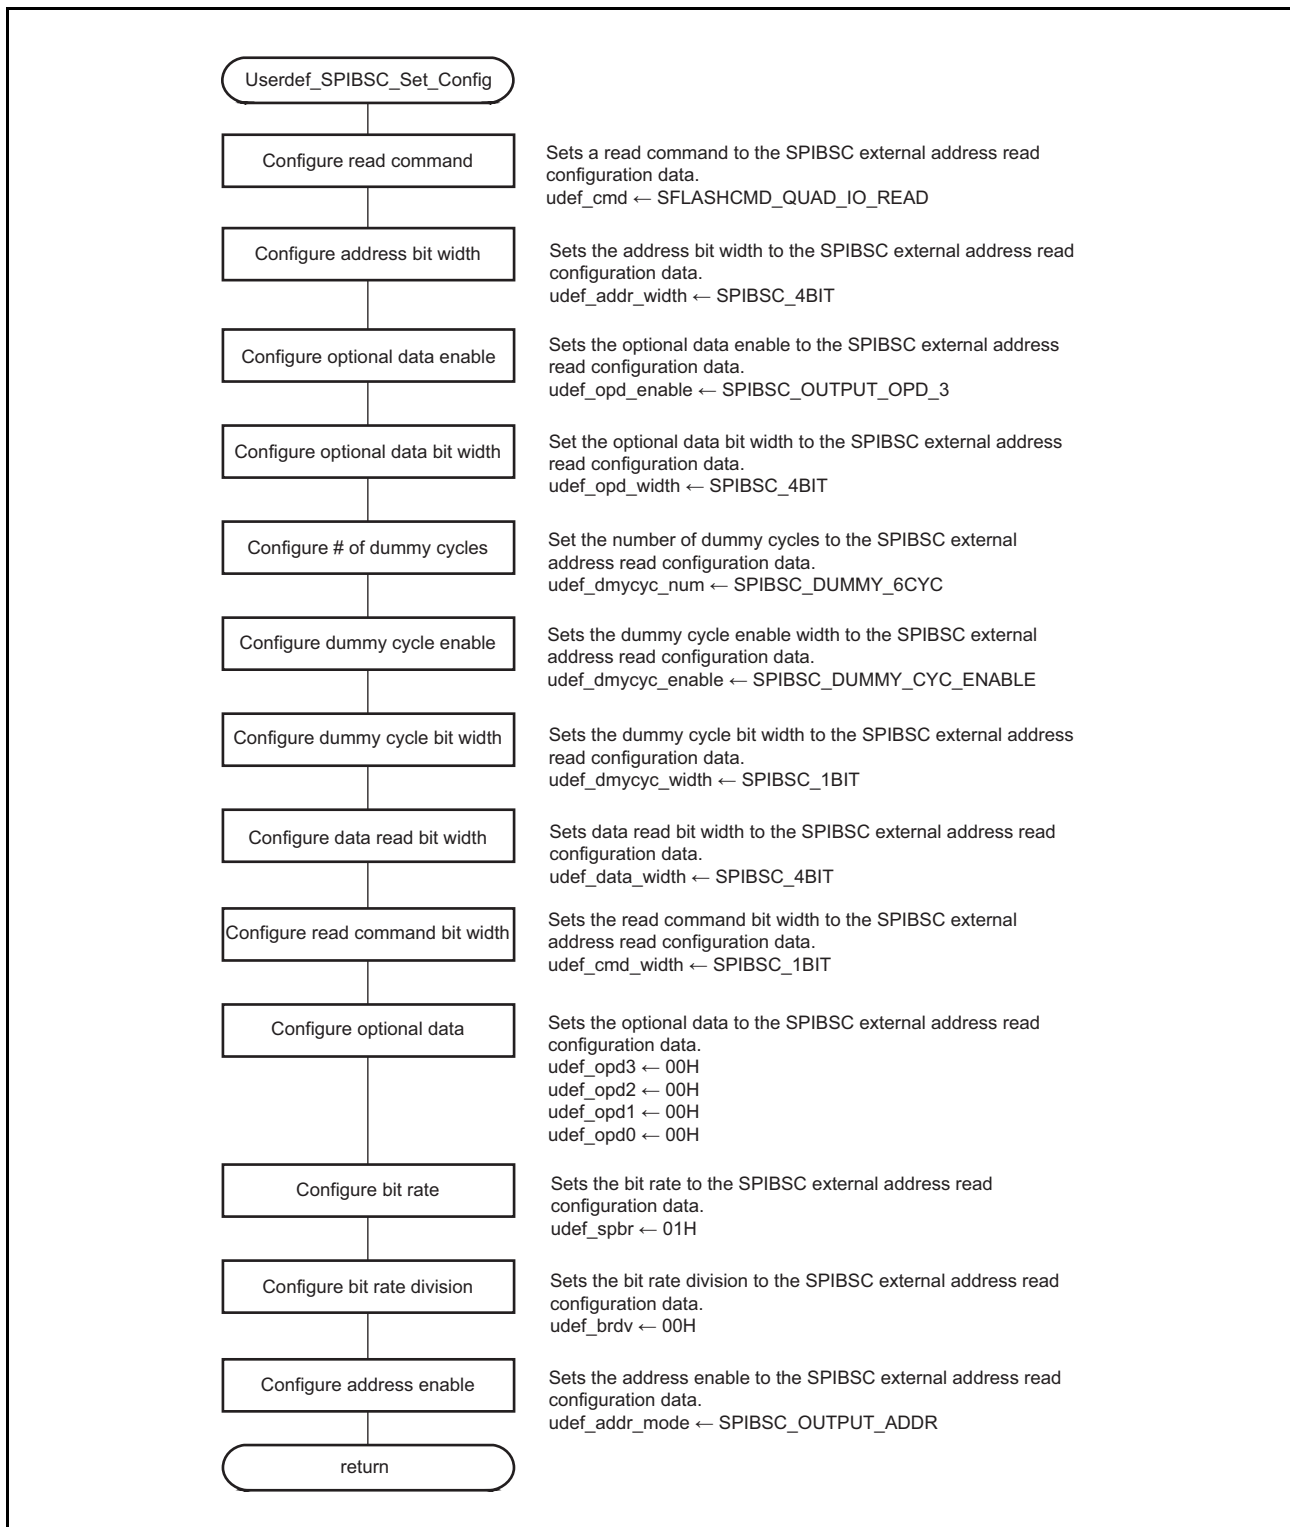 Userdef_SPIBSC_Set_Config
Configure read command
Sets a read command to the SPIBSC external address read
configuration data.
udef_cmd ← SFLASHCMD_QUAD_IO_READ
Configure address bit width
Sets the address bit width to the SPIBSC external address read
configuration data.
udef_addr_width ← SPIBSC_4BIT
Configure optional data enable
Sets the optional data enable to the SPIBSC external address
read configuration data.
udef_opd_enable ← SPIBSC_OUTPUT_OPD_3
Configure optional data bit width
Set the optional data bit width to the SPIBSC external address
read configuration data.
udef_opd_width ← SPIBSC_4BIT
Configure # of dummy cycles
Set the number of dummy cycles to the SPIBSC external
address read configuration data.
udef_dmycyc_num ← SPIBSC_DUMMY_6CYC
Configure dummy cycle enable
Sets the dummy cycle enable width to the SPIBSC external
address read configuration data.
udef_dmycyc_enable ← SPIBSC_DUMMY_CYC_ENABLE
Configure dummy cycle bit width
Sets the dummy cycle bit width to the SPIBSC external address
read configuration data.
udef_dmycyc_width ← SPIBSC_1BIT
Configure data read bit width
Sets data read bit width to the SPIBSC external address read
configuration data.
udef_data_width ← SPIBSC_4BIT
Configure read command bit width
Sets the read command bit width to the SPIBSC external
address read configuration data.
udef_cmd_width ← SPIBSC_1BIT
Configure optional data
Sets the optional data to the SPIBSC external address read
configuration data.
udef_opd3 ← 00H
udef_opd2 ← 00H
udef_opd1 ← 00H
udef_opd0 ← 00H
Configure bit rate
Sets the bit rate to the SPIBSC external address read
configuration data.
udef_spbr ← 01H
Configure bit rate division
Sets the bit rate division to the SPIBSC external address read
configuration data.
udef_brdv ← 00H
Configure address enable
Sets the address enable to the SPIBSC external address read
configuration data.
udef_addr_mode ← SPIBSC_OUTPUT_ADDR
return